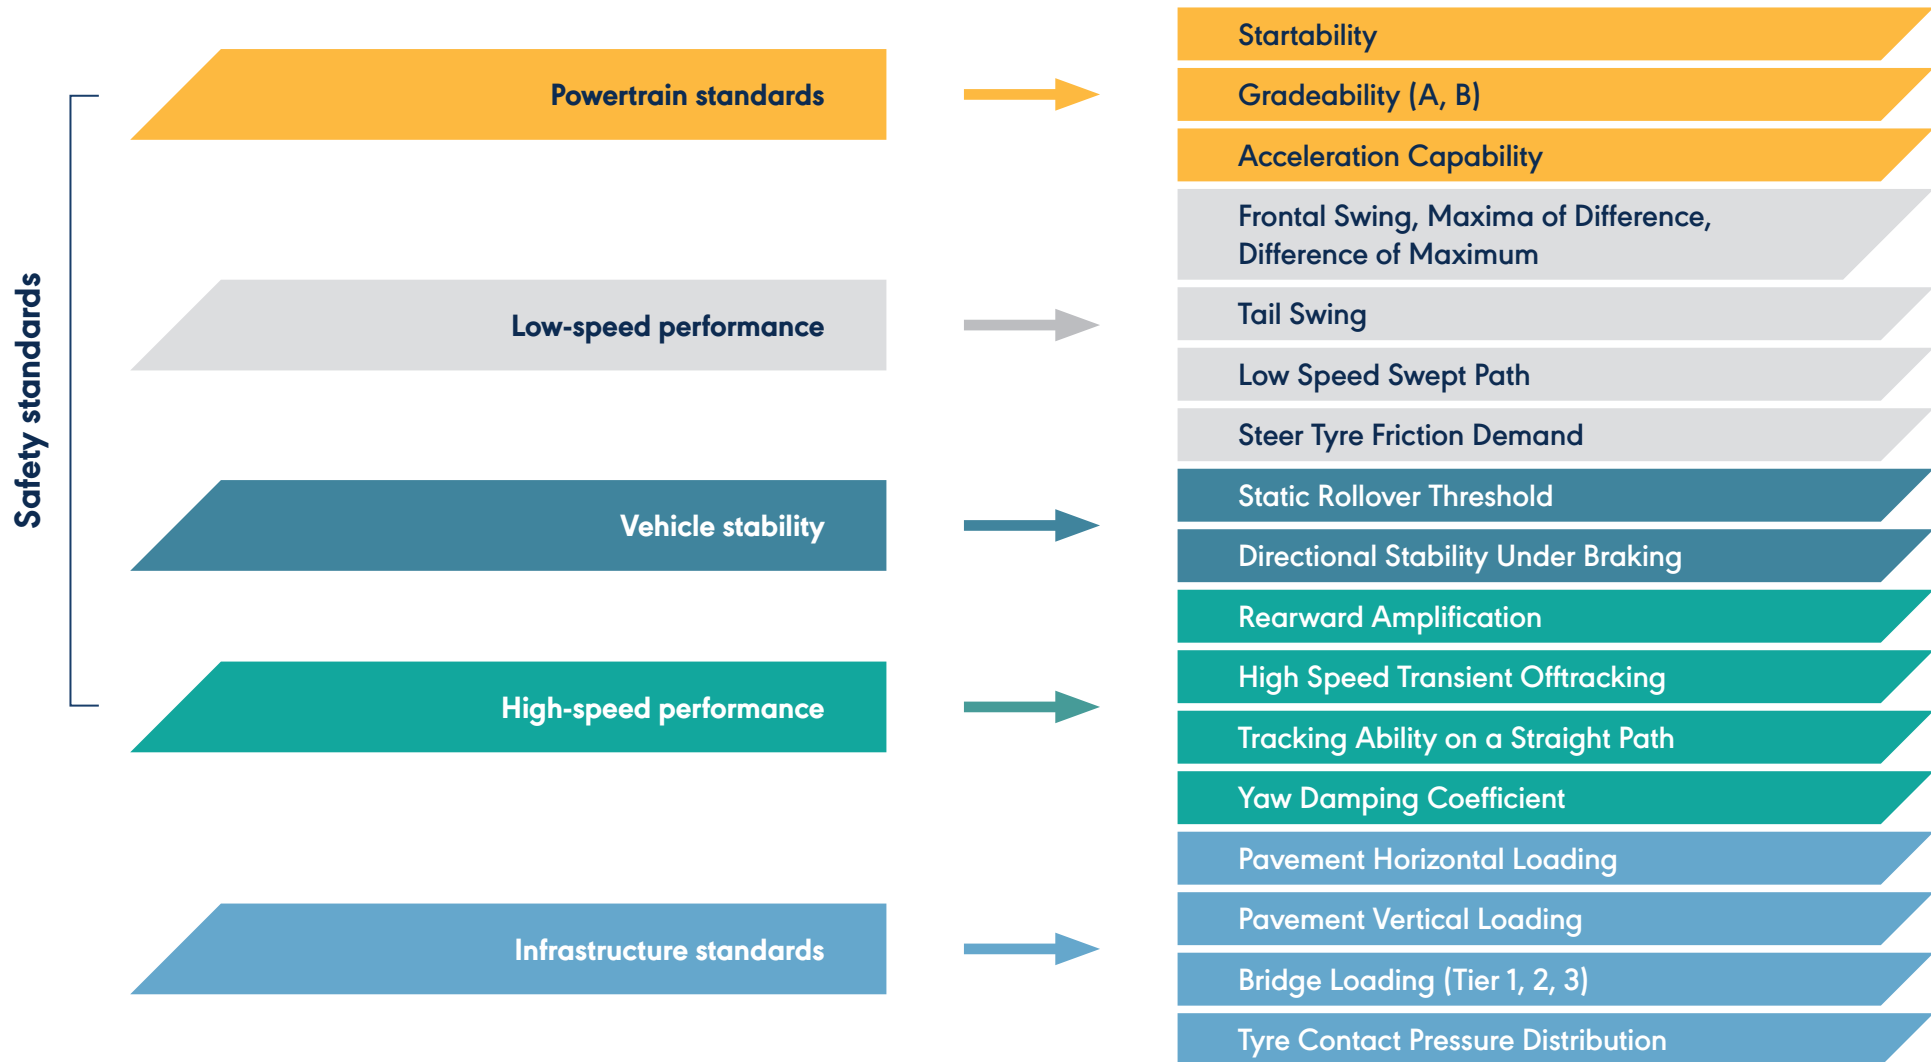 Safety standards
Powertrain standards
Startability
Gradeability (A, B)
Acceleration Capability
Low-speed performance
Frontal Swing, Maxima of Difference,
Difference of Maximum
Tail Swing
Low Speed Swept Path
Steer Tyre Friction Demand
Vehicle stability
Static Rollover Threshold
Directional Stability Under Braking
High-speed performance
Rearward Amplification
High Speed Transient Offtracking
Tracking Ability on a Straight Path
Yaw Damping Coefficient
Infrastructure standards
Pavement Horizontal Loading
Pavement Vertical Loading
Bridge Loading (Tier 1, 2, 3)
Tyre Contact Pressure Distribution